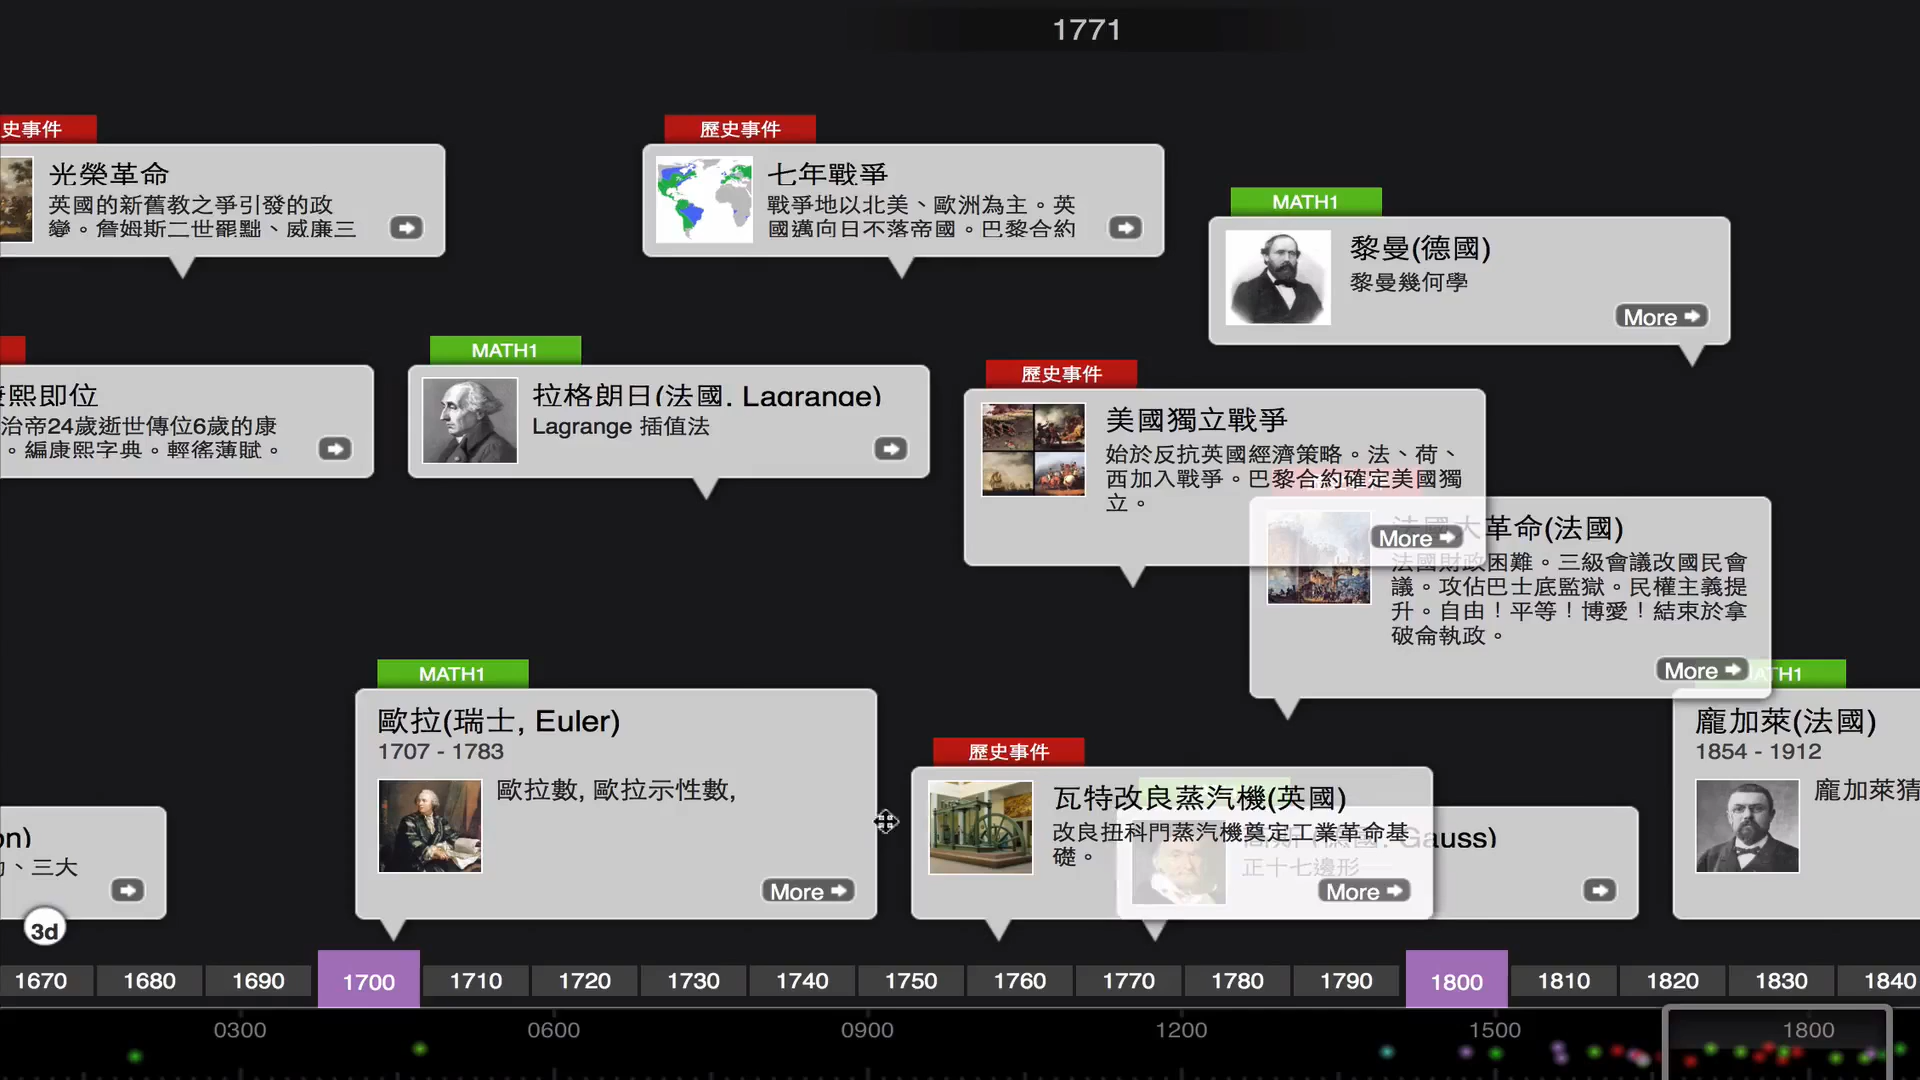 1771
史事件
光榮革命
英國的新舊教之爭引發的政
變。詹姆斯二世罷黜、威廉三
歷史事件
七年戰爭
戰爭地以北美、歐洲為主。英
國邁向日不落帝國。巴黎合約
MATH1
黎曼(德國)
黎曼幾何學
More
熙即位
治帝24歲逝世傳位6歲的康
。編康熙字典。輕徭薄賦。
MATH1
拉格朗日(法國, Lagrange)
Lagrange 插值法
歷史事件
美國獨立戰爭
始於反抗英國經濟策略。法、荷、
西加入戰爭。巴黎合約確定美國獨
立。
More
法國大革命(法國)
法國財政困難。三級會議改國民會
議。攻佔巴士底監獄。民權主義提
升。自由！平等！博愛！結束於拿
破侖執政。
More
MATH1
歐拉(瑞士, Euler)
1707 - 1783
歐拉數, 歐拉示性數,
More
歷史事件
瓦特改良蒸汽機(英國)
改良扭科門蒸汽機奠定工業革命基
礎。
More
Gauss)
正十七邊形
TH1
龐加萊(法國)
1854 - 1912
龐加萊猜
on)
、三大
3d
1670 1680 1690 1700 1710 1720 1730 1740 1750 1760 1770 1780 1790 1800 1810 1820 1830 1840
0300 0600 0900 1200 1500 1800